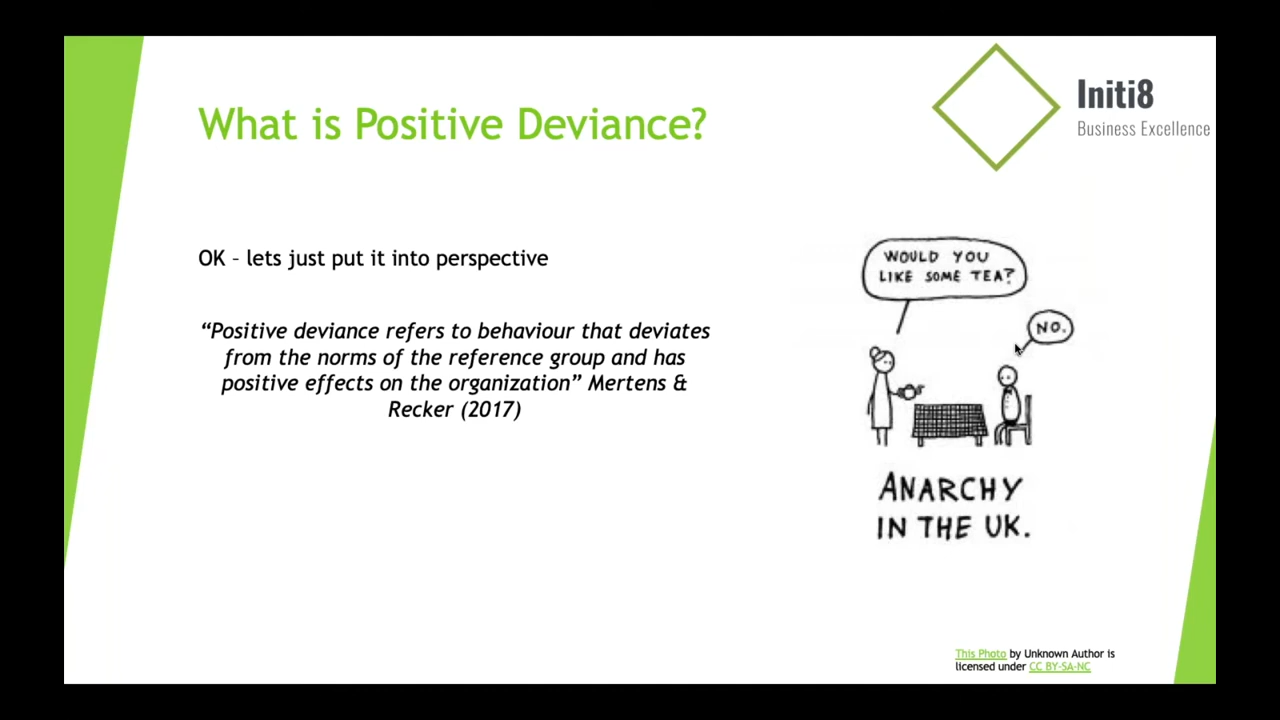 What is Positive Deviance?
Initi8
Business Excellence
OK – lets just put it into perspective
“Positive deviance refers to behaviour that deviates
from the norms of the reference group and has
positive effects on the organization” Mertens &
Recker (2017)
WOULD YOU
LIKE SOME TEA?
NO.
ANARCHY
IN THE UK.
This Photo by Unknown Author is
licensed under CC BY-SA-NC